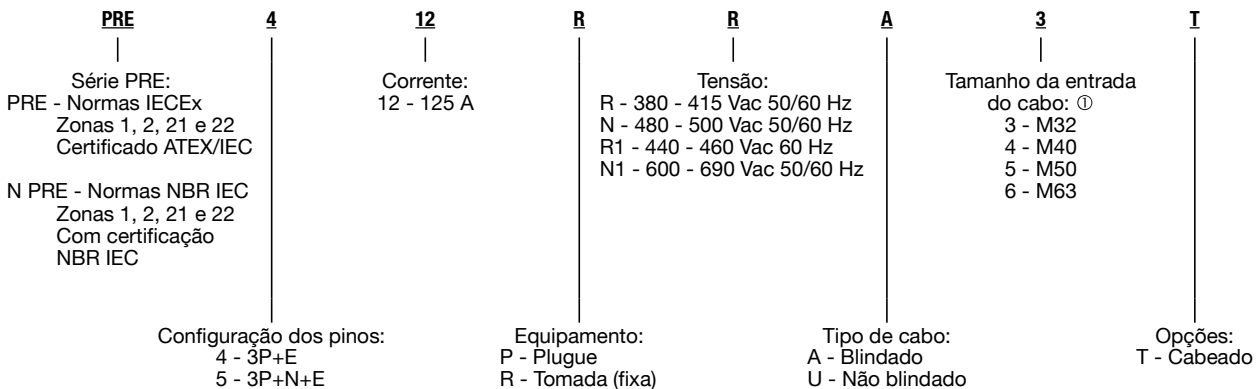 PRE 4 12 R R A 3 T
Série PRE:
PRE - Normas IECEx
Zonas 1, 2, 21 e 22
Certificado ATEX/IEC
N PRE - Normas NBR IEC
Zonas 1, 2, 21 e 22
Com certificação
NBR IEC
Corrente:
12 - 125 A
Tensão:
R - 380 - 415 Vac 50/60 Hz
N - 480 - 500 Vac 50/60 Hz
R1 - 440 - 460 Vac 60 Hz
N1 - 600 - 690 Vac 50/60 Hz
Tamanho da entrada
do cabo: ①
3 - M32
4 - M40
5 - M50
6 - M63
Configuração dos pinos:
4 - 3P+E
5 - 3P+N+E
Equipamento:
P - Plugue
R - Tomada (fixa)
Tipo de cabo:
A - Blindado
U - Não blindado
Opções:
T - Cabeado